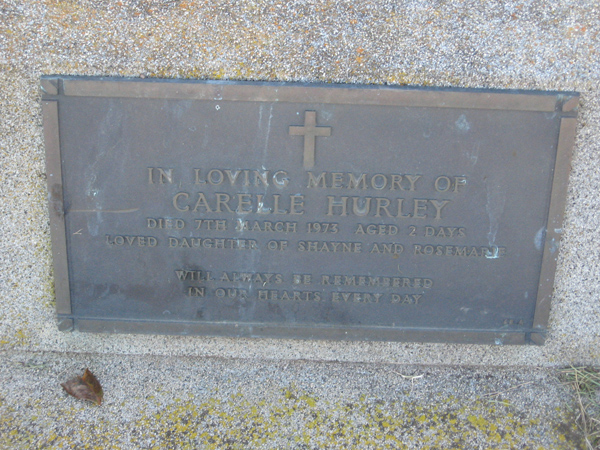 IN LOVING MEMORY OF
CARELLE HURLEY
DIED 7TH MARCH 1973 AGED 2 DAYS
LOVED DAUGHTER OF SHAYNE AND ROSEMARIE
WILL ALWAYS BE REMEMBERED
IN OUR HEARTS EVERY DAY